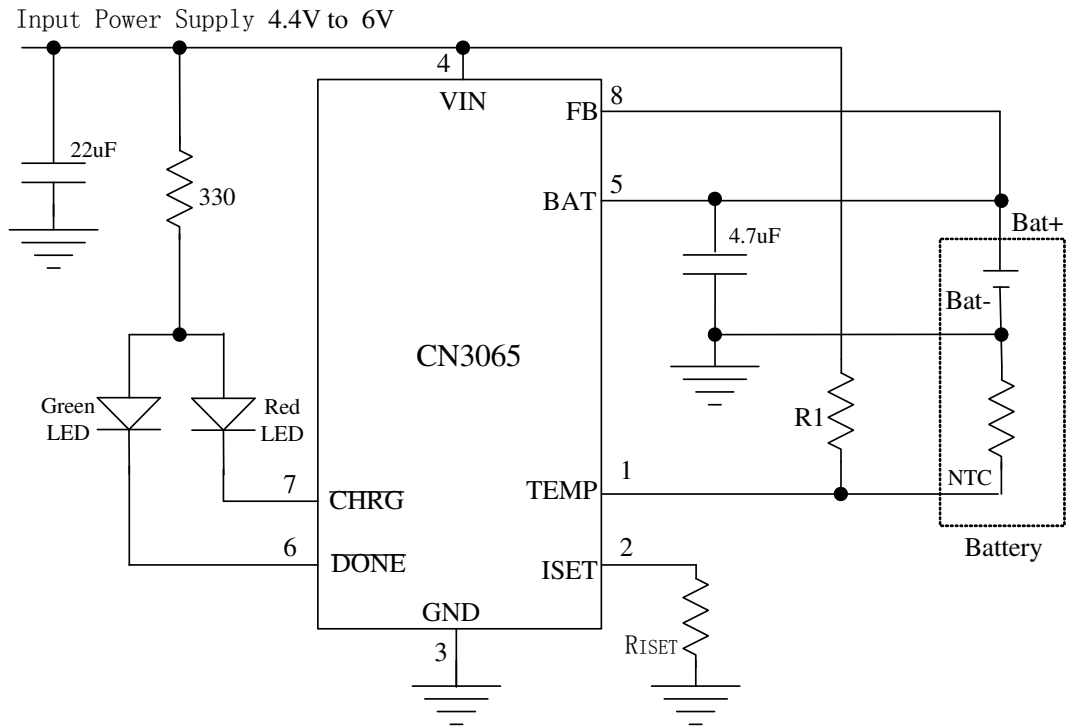 Input Power Supply 4.4V to 6V
4
VIN
FB
8
22uF
330
BAT
5
4.7uF
Bat+
Bat-
CN3065
Green
LED
Red
LED
R1
7
CHRG
TEMP
1
NTC
6
DONE
ISET
2
Battery
GND
3
RISET